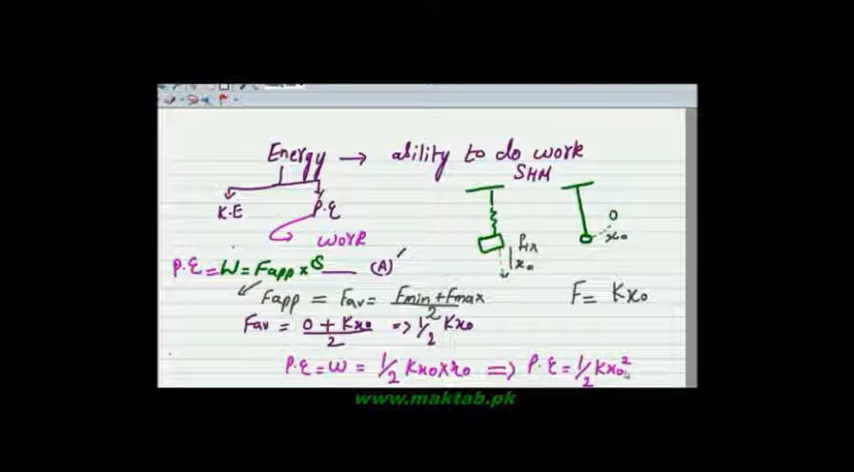 Energy → ability to do work
SHM
K.E P.E
work
0
x₀
x₀
P.E = W = Fapp × S — (A)
Fapp = Fav = Fmin + Fmax / 2
F = Kx₀
Fav = 0 + Kx₀ / 2 => 1/2 Kx₀
P.E = W = 1/2 Kx₀ × x₀ => P.E = 1/2 Kx₀²
www.maktab.pk